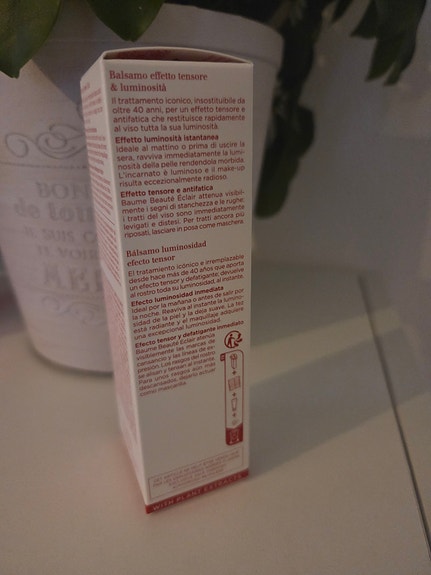 Balsamo effetto tensore
& luminosità
Il trattamento iconico, insostituibile da
oltre 40 anni, per un effetto tensore e
antifatica che restituisce rapidamente
al viso tutta la sua luminosità.
Effetto luminosità istantanea
Ideale al mattino o prima di uscire la
sera, ravviva immediatamente la lumi-
nosità della pelle rendendola morbida.
L'incarnato è luminoso e il make-up
risulta eccezionalmente radioso.
Effetto tensore e antifatica
Baume Beauté Éclair attenua visibil-
mente i segni di stanchezza e le rughe:
i tratti del viso sono immediatamente
levigati e distesi. Per tratti ancora più
riposati, lasciare in posa come maschera.
Bálsamo luminosidad
efecto tensor
El tratamiento icónico e irremplazable
desde hace más de 40 años que aporta
un efecto tensor y defatigante; devuelve
al rostro toda su luminosidad, al instante.
Efecto luminosidad inmediata
Ideal por la mañana o antes de salir por
la noche. Reaviva al instante la lumino-
sidad de la piel y la deja suave. La tez
está radiante y el maquillaje adquiere
una excepcional luminosidad.
Efecto tensor y defatigante inmediato
Baume Beauté Éclair atenúa
visiblemente las marcas de
cansancio y las líneas de ex-
presión. Los rasgos del rostro
se alisan y tensan al instante.
Para unos rasgos aún más
descansados, dejarlo actuar
como mascarilla.
WITH PLANT EXTRACTS
BON
de